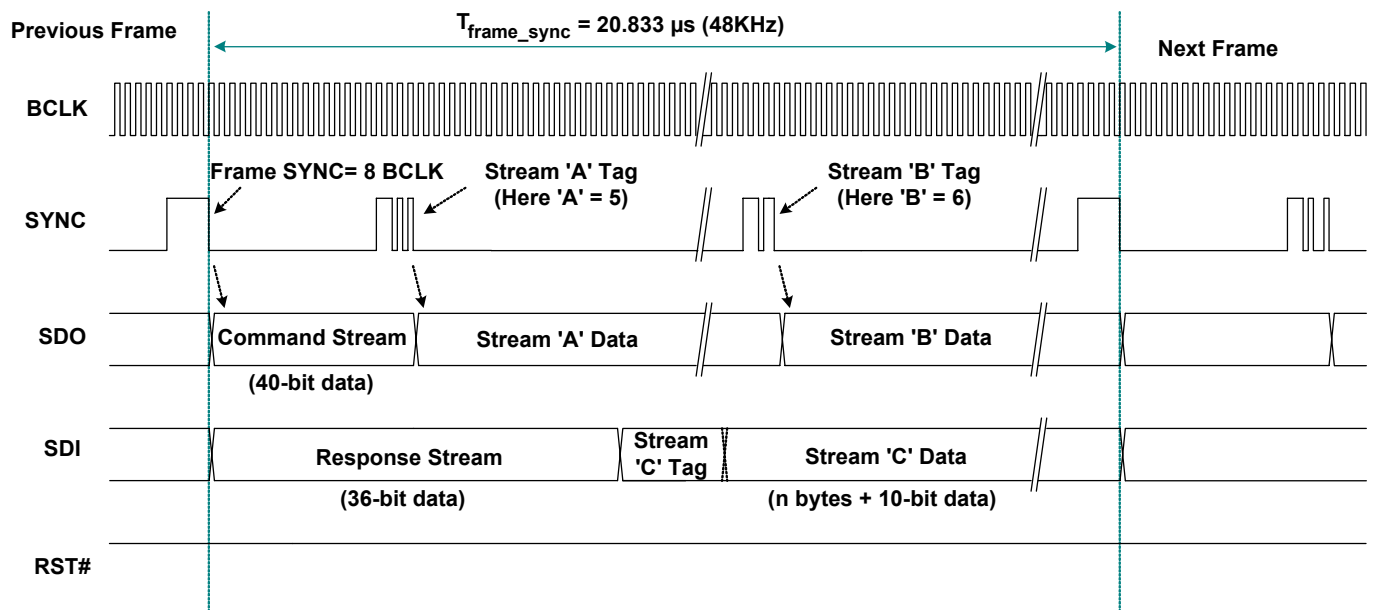 T frame_sync = 20.833 µs (48KHz)
Previous Frame
Next Frame
BCLK
Frame SYNC= 8 BCLK
Stream 'A' Tag
(Here 'A' = 5)
Stream 'B' Tag
(Here 'B' = 6)
SYNC
SDO
Command Stream
Stream 'A' Data
Stream 'B' Data
(40-bit data)
SDI
Response Stream
Stream
'C' Tag
Stream 'C' Data
(36-bit data)
(n bytes + 10-bit data)
RST#